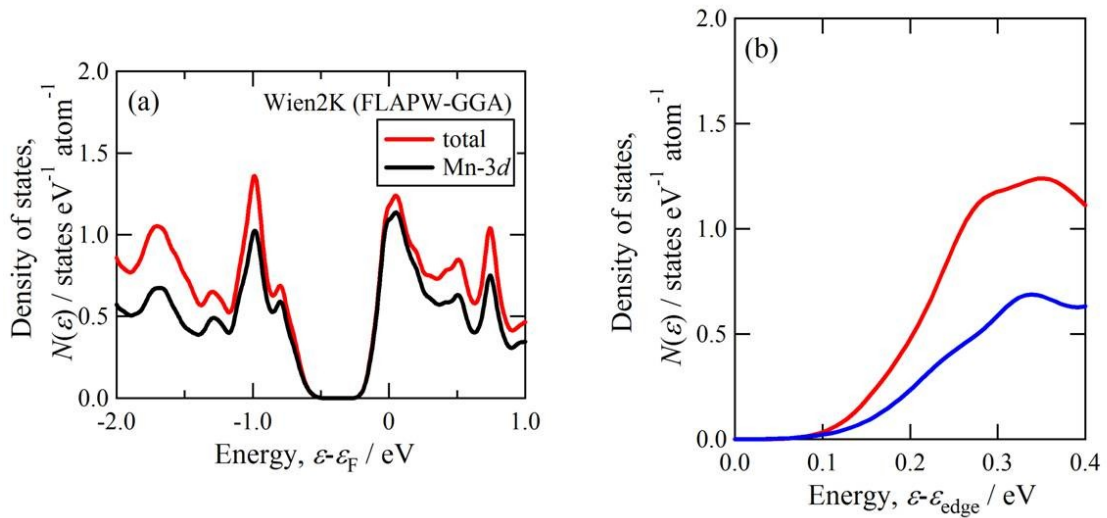 (a)
Wien2K (FLAPW-GGA)
total
Mn-3d
Density of states,
N(ε) / states eV⁻¹ atom⁻¹
2.0
1.5
1.0
0.5
0.0
-2.0 -1.0 0 1.0
Energy, ε-ε_F / eV
(b)
Density of states,
N(ε) / states eV⁻¹ atom⁻¹
2.0
1.5
1.0
0.5
0.0
0.0 0.1 0.2 0.3 0.4
Energy, ε-ε_edge / eV